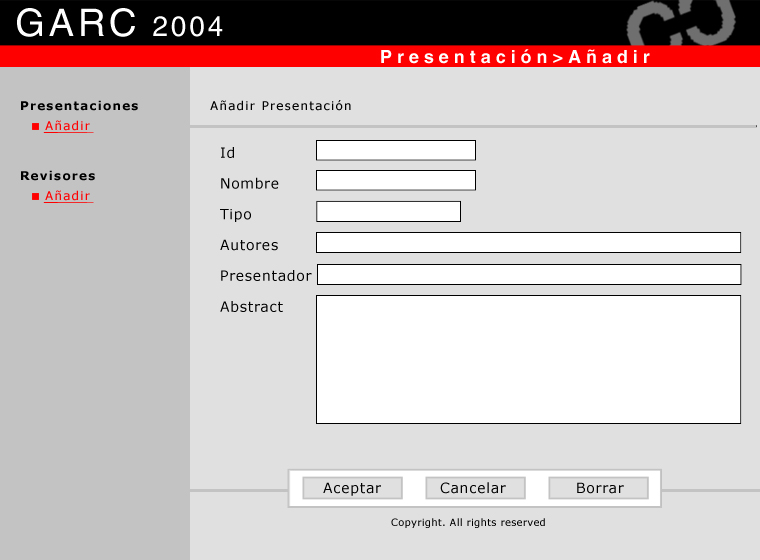 GARC 2004
Presentación>Añadir
Presentaciones
Añadir
Revisores
Añadir
Añadir Presentación
Id
Nombre
Tipo
Autores
Presentador
Abstract
Aceptar Cancelar Borrar
Copyright. All rights reserved